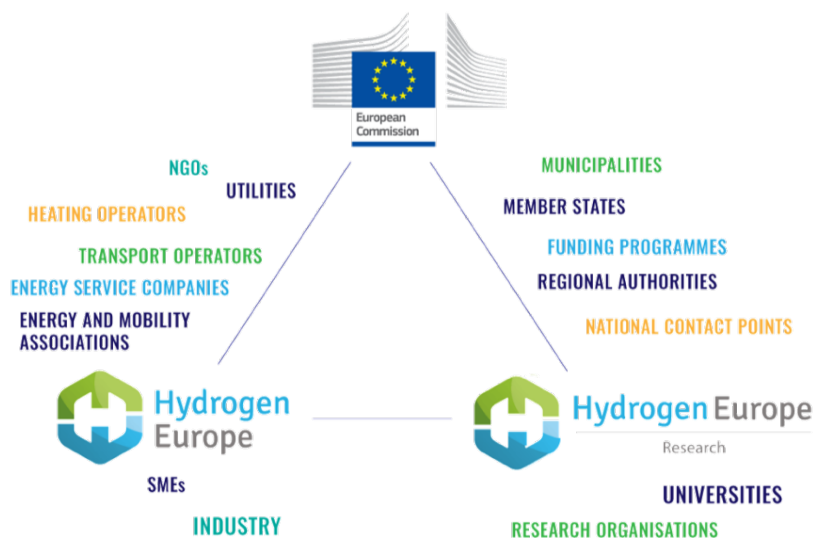 European
Commission
NGOs
UTILITIES
HEATING OPERATORS
TRANSPORT OPERATORS
ENERGY SERVICE COMPANIES
ENERGY AND MOBILITY
ASSOCIATIONS
MUNICIPALITIES
MEMBER STATES
FUNDING PROGRAMMES
REGIONAL AUTHORITIES
NATIONAL CONTACT POINTS
Hydrogen
Europe
SMEs
INDUSTRY
Hydrogen Europe
Research
UNIVERSITIES
RESEARCH ORGANISATIONS